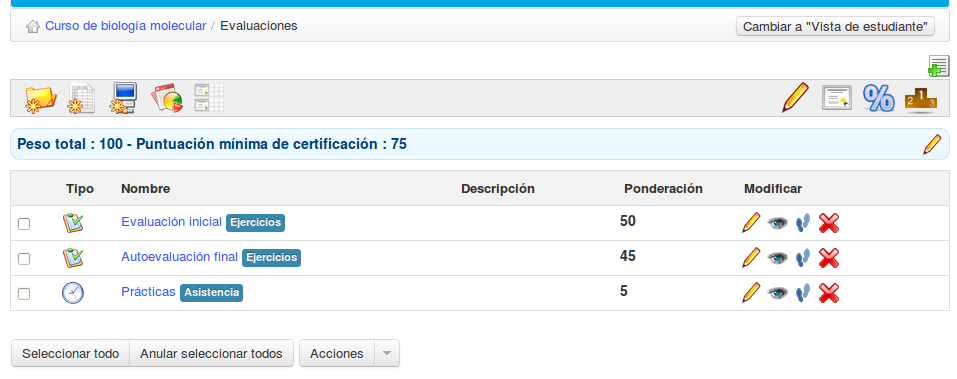 Curso de biología molecular / Evaluaciones
Cambiar a "Vista de estudiante"
Peso total : 100 - Puntuación mínima de certificación : 75
Tipo Nombre Descripción Ponderación Modificar
Evaluación inicial Ejercicios 50
Autoevaluación final Ejercicios 45
Prácticas Asistencia 5
Seleccionar todo Anular seleccionar todos Acciones